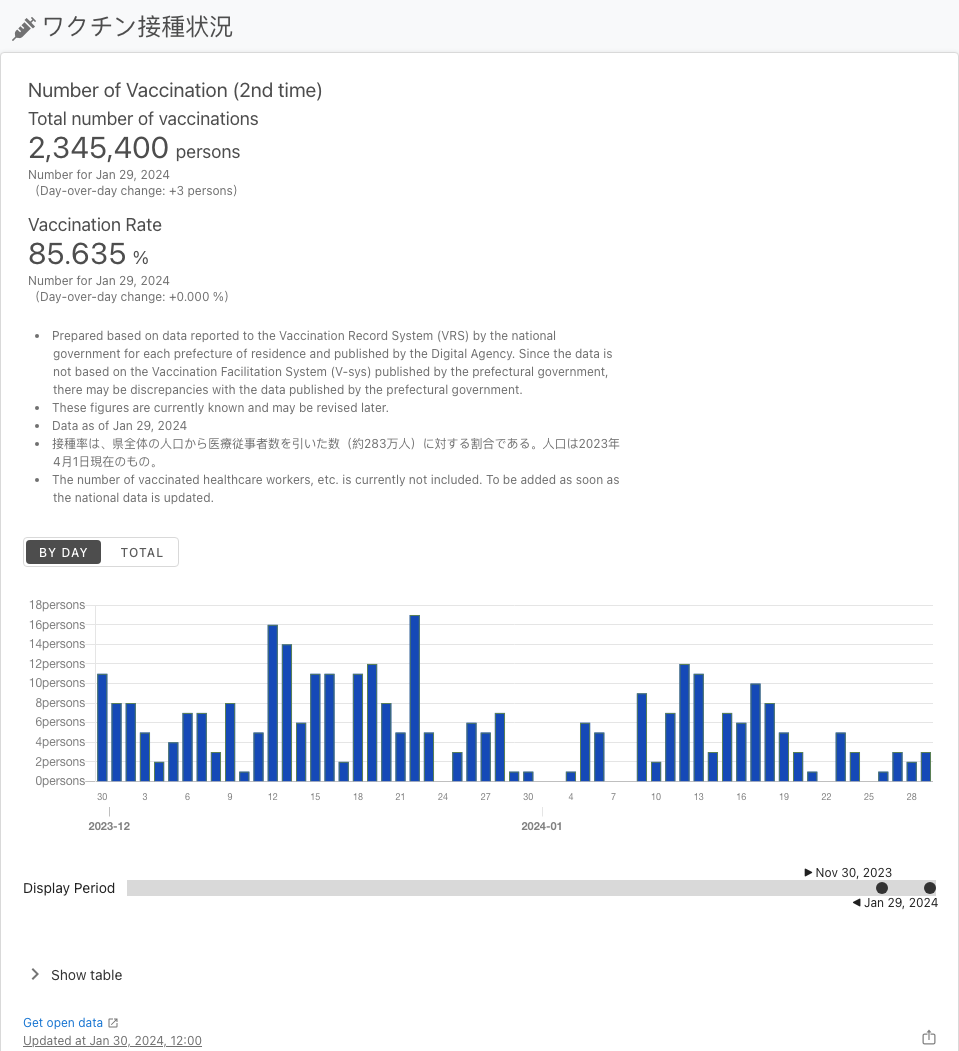 ワクチン接種状況
Number of Vaccination (2nd time)
Total number of vaccinations
2,345,400 persons
Number for Jan 29, 2024
(Day-over-day change: +3 persons)
Vaccination Rate
85.635 %
Number for Jan 29, 2024
(Day-over-day change: +0.000 %)
• Prepared based on data reported to the Vaccination Record System (VRS) by the national
government for each prefecture of residence and published by the Digital Agency. Since the data is
not based on the Vaccination Facilitation System (V-sys) published by the prefectural government,
there may be discrepancies with the data published by the prefectural government.
• These figures are currently known and may be revised later.
• Data as of Jan 29, 2024
• 接種率は、県全体の人口から医療従事者数を引いた数（約283万人）に対する割合である。人口は2023年
4月1日現在のもの。
• The number of vaccinated healthcare workers, etc. is currently not included. To be added as soon as
the national data is updated.
BY DAY TOTAL
18persons
16persons
14persons
12persons
10persons
8persons
6persons
4persons
2persons
0persons
30 3 6 9 12 15 18 21 24 27 30 4 7 10 13 16 19 22 25 28
2023-12 2024-01
Nov 30, 2023
Display Period
Jan 29, 2024
Show table
Get open data
Updated at Jan 30, 2024, 12:00